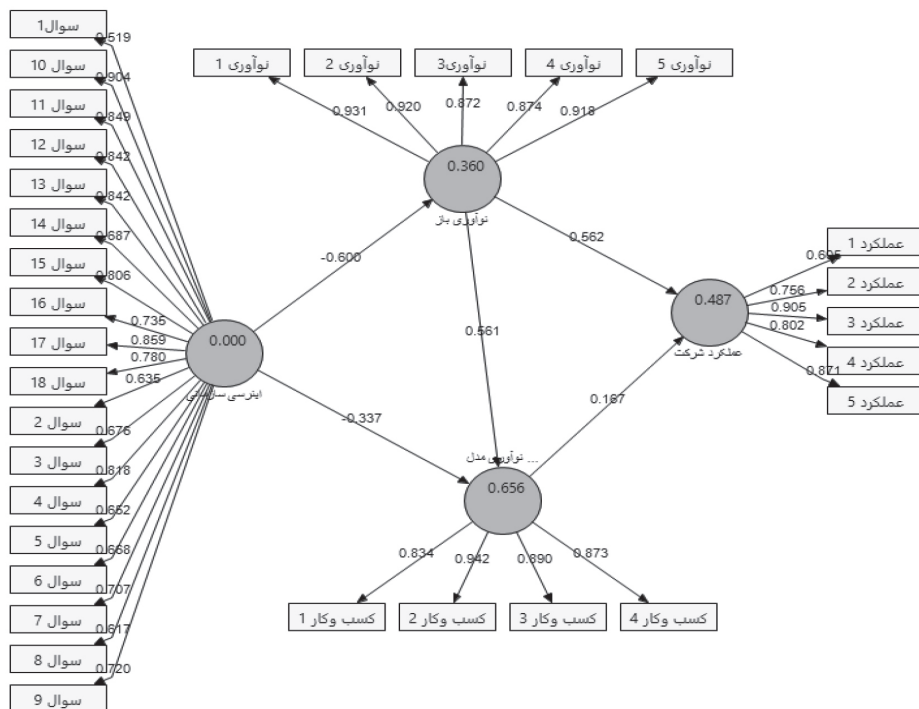 سوال1
0.519
سوال 10
0.904
سوال 11
0.849
سوال 12
0.842
سوال 13
0.842
سوال 14
0.687
سوال 15
0.806
سوال 16
0.735
سوال 17
0.859
سوال 18
0.780
سوال 2
0.635
سوال 3
0.676
سوال 4
0.818
سوال 5
سوال 6
0.668
سوال 7
0.707
سوال 8
0.617
سوال 9
0.720
0.000
-0.600
-0.337
نوآوری 1
نوآوری 2
نوآوری3
نوآوری 4
نوآوری 5
0.931
0.920
0.872
0.874
0.918
0.360
نوآوری باز
0.562
0.561
0.487
عملکرد شرکت
عملکرد 1
0.605
عملکرد 2
0.756
عملکرد 3
0.905
عملکرد 4
0.802
عملکرد 5
0.871
0.167
نوآوری مدل ...
0.656
0.834
0.942
0.890
0.873
کسب وکار 1
کسب وکار 2
کسب وکار 3
کسب وکار 4